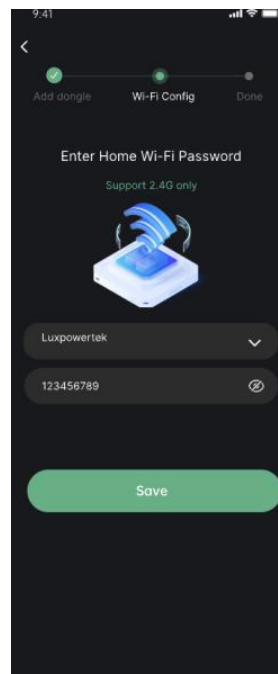 9:41
Add dongle Wi-Fi Config Done
Enter Home Wi-Fi Password
Support 2.4G only
Luxpowertek
123456789
Save